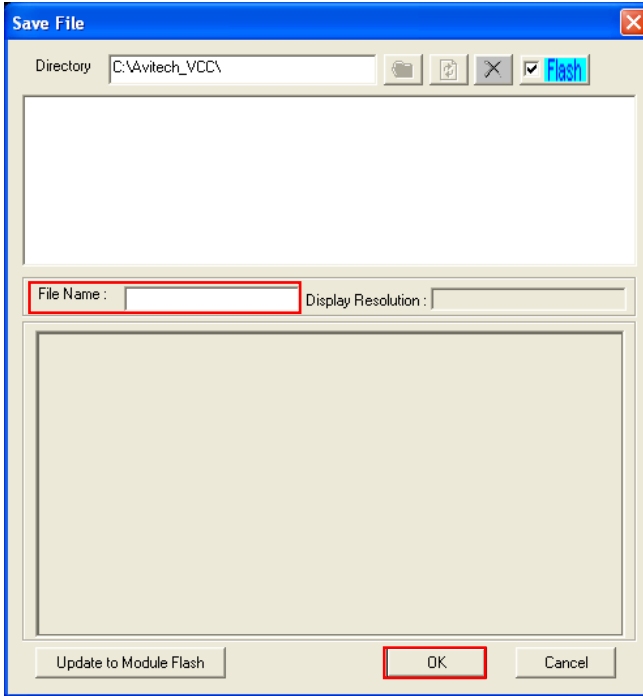 Save File
Directory C:\Avitech_VCC\ Flash
File Name : Display Resolution :
Update to Module Flash OK Cancel